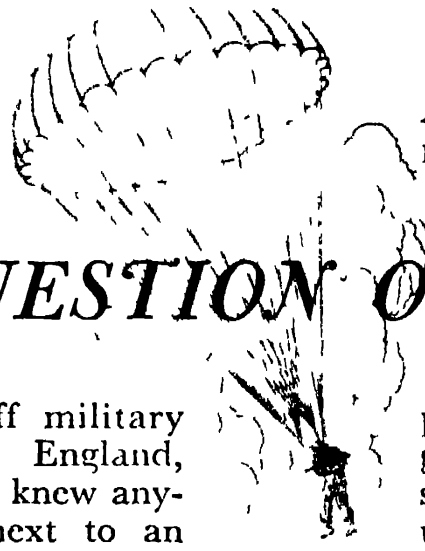 UESTION O
ff military
England,
knew any-
next to an